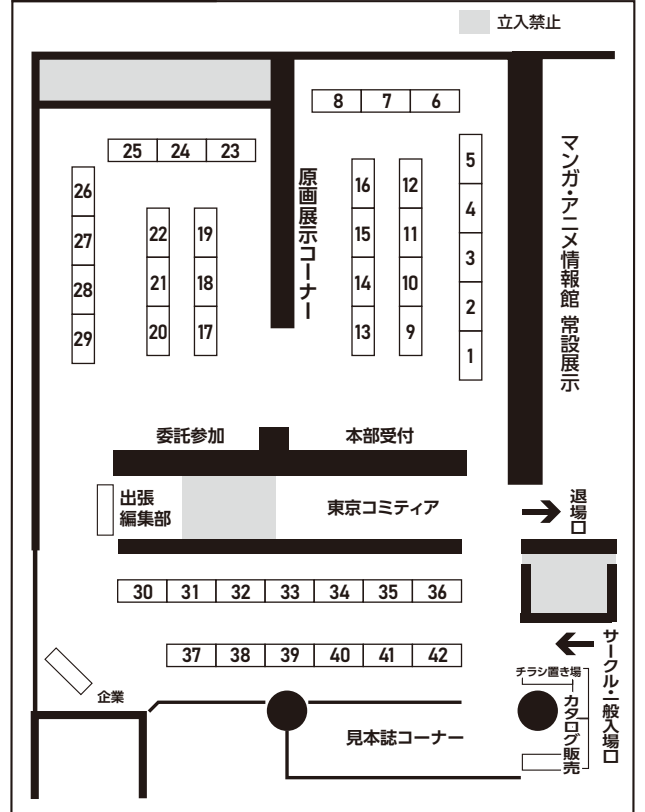 立入禁止
8 7 6
25 24 23
5
4
3
2
1
26
27
28
29
22
21
20
19
18
17
原画展示コーナー
16
15
14
13
12
11
10
9
マンガ・アニメ情報館 常設展示
委託参加
本部受付
出張
編集部
東京コミティア
退場口
30 31 32 33 34 35 36
37 38 39 40 41 42
サークル・一般入場口
チラシ置き場
カタログ販売
企業
見本誌コーナー